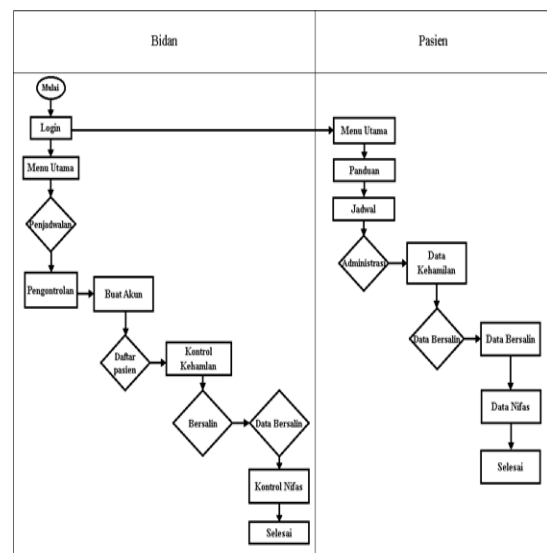 Bidan
Pasien
Mulai
Login
Menu Utama
Penjadwalan
Pengontrolan
Buat Akun
Daftar
pasien
Kontrol
Kehamlan
Bersalin
Data Bersalin
Kontrol Nifas
Selesai
Menu Utama
Panduan
Jadwal
Administrasi
Data
Kehamilan
Data Bersalin
Data Bersalin
Data Nifas
Selesai